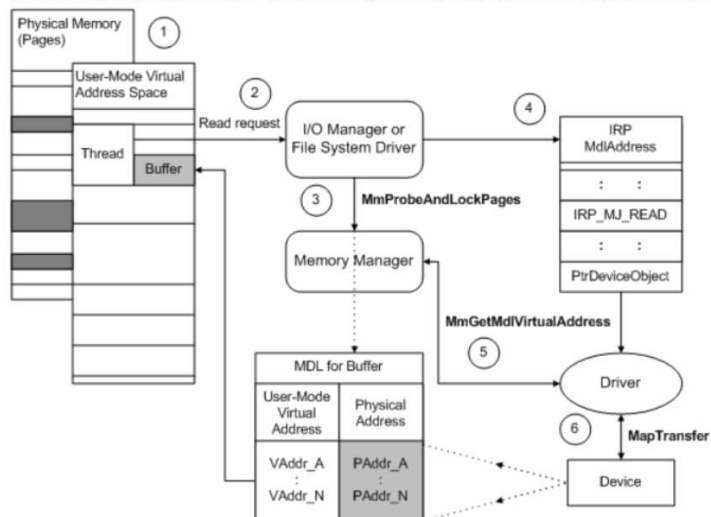 Physical Memory
(Pages)
1
User-Mode Virtual
Address Space
Thread
Buffer
2
Read request
I/O Manager or
File System Driver
3
MmProbeAndLockPages
Memory Manager
4
IRP
MdlAddress
: :
IRP_MJ_READ
: :
PtrDeviceObject
MmGetMdlVirtualAddress
5
Driver
6
MapTransfer
Device
MDL for Buffer
User-Mode
Virtual
Address
Physical
Address
VAddr_A
:
VAddr_N
PAddr_A
:
PAddr_N